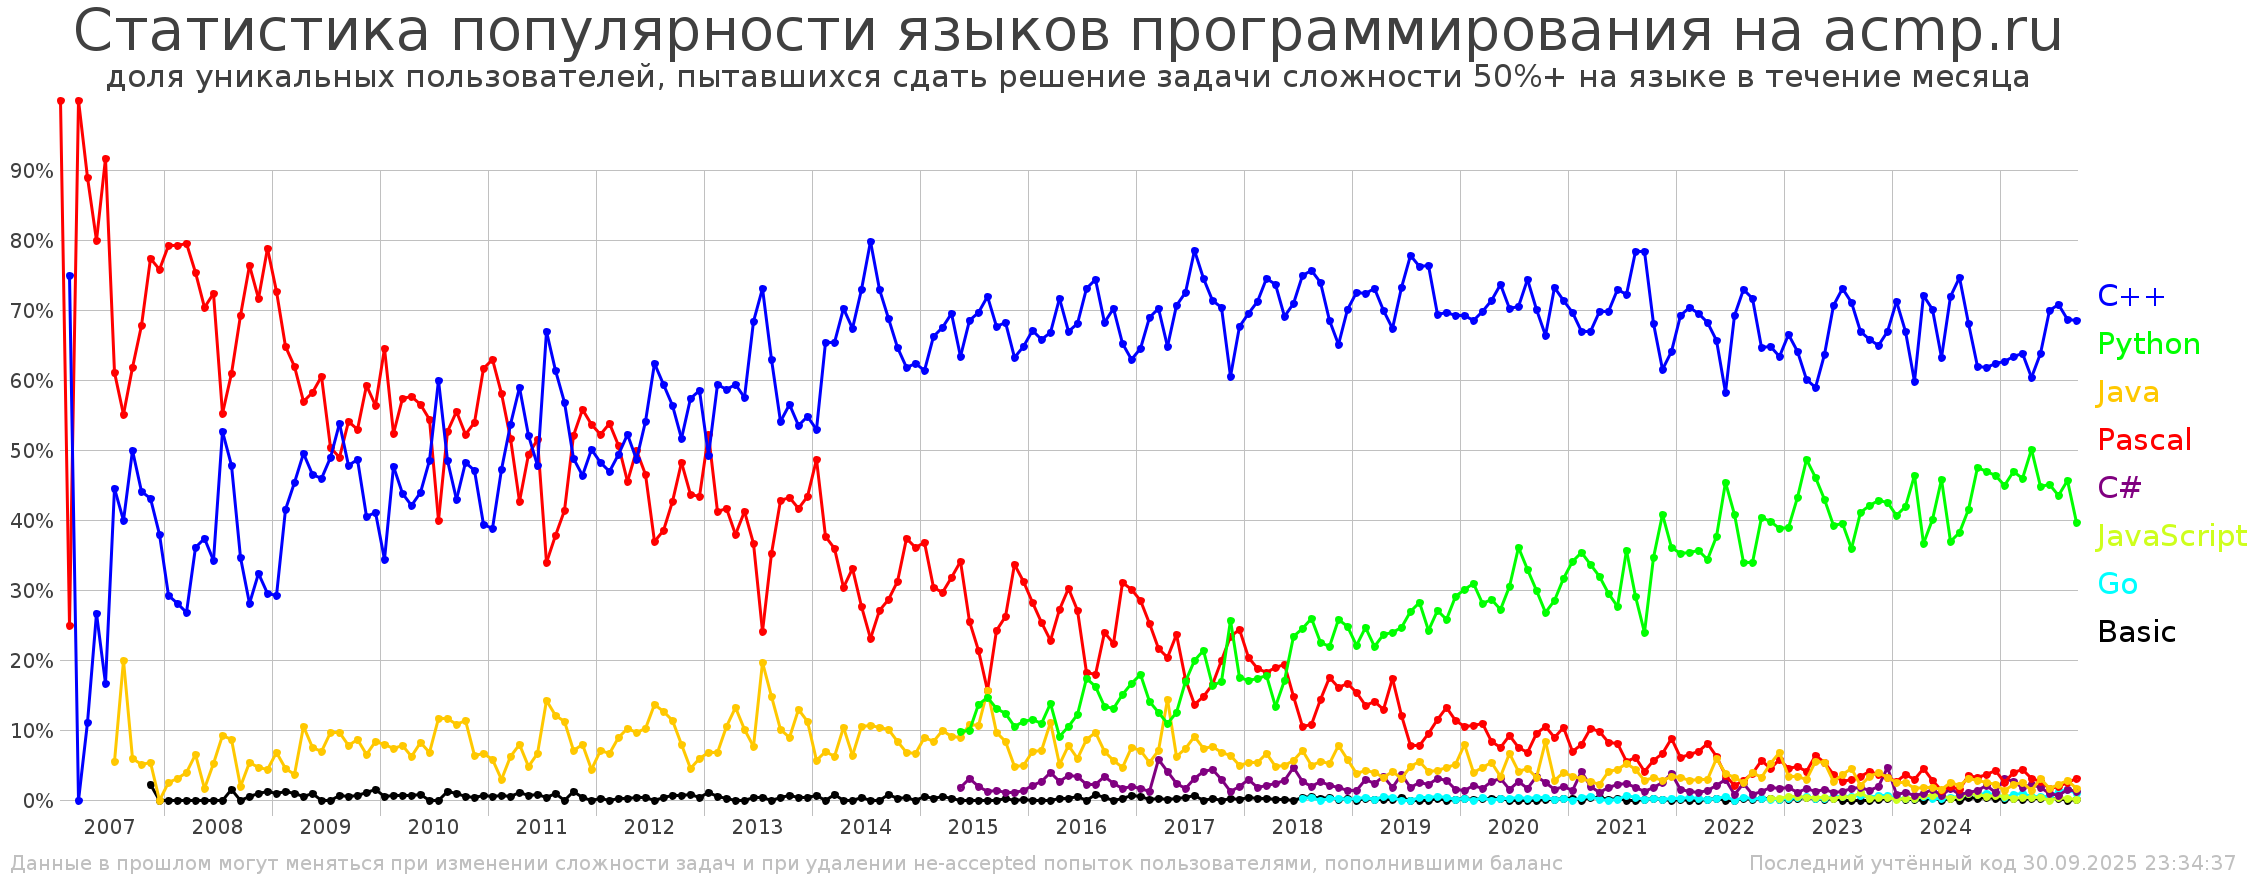 Статистика популярности языков программирования на acmp.ru
доля уникальных пользователей, пытавшихся сдать решение задачи сложности 50%+ на языке в течение месяца
90%
80%
70%
60%
50%
40%
30%
20%
10%
0%
C++
Python
Java
Pascal
C#
JavaScript
Go
Basic
2007 2008 2009 2010 2011 2012 2013 2014 2015 2016 2017 2018 2019 2020 2021 2022 2023 2024
Данные в прошлом могут меняться при изменении сложности задач и при удалении не-accepted попыток пользователями, пополнившими баланс
Последний учтённый код 30.09.2025 23:34:37